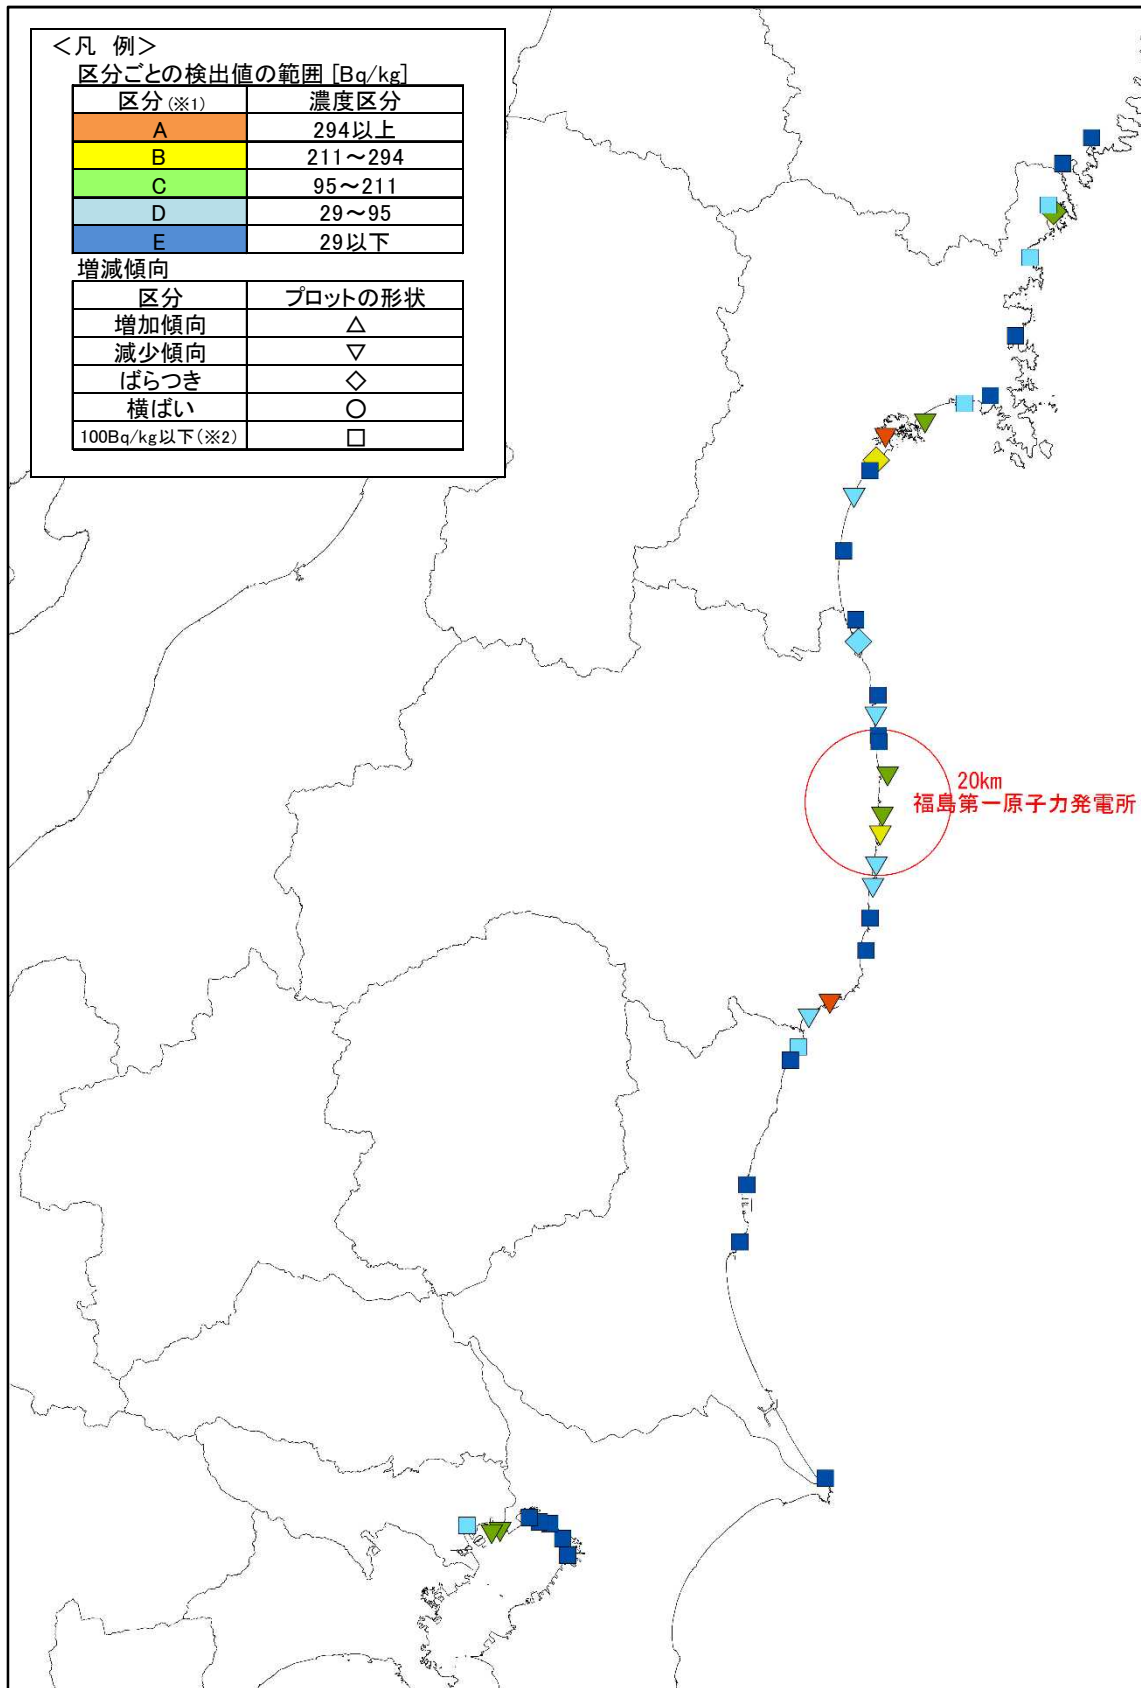 ＜凡 例＞
区分ごとの検出値の範囲 [Bq/kg]
区分(※1) 濃度区分
A 294以上
B 211～294
C 95～211
D 29～95
E 29以下
増減傾向
区分 プロットの形状
増加傾向 △
減少傾向 ▽
ばらつき ◇
横ばい ○
100Bq/kg以下(※2) □
20km
福島第一原子力発電所